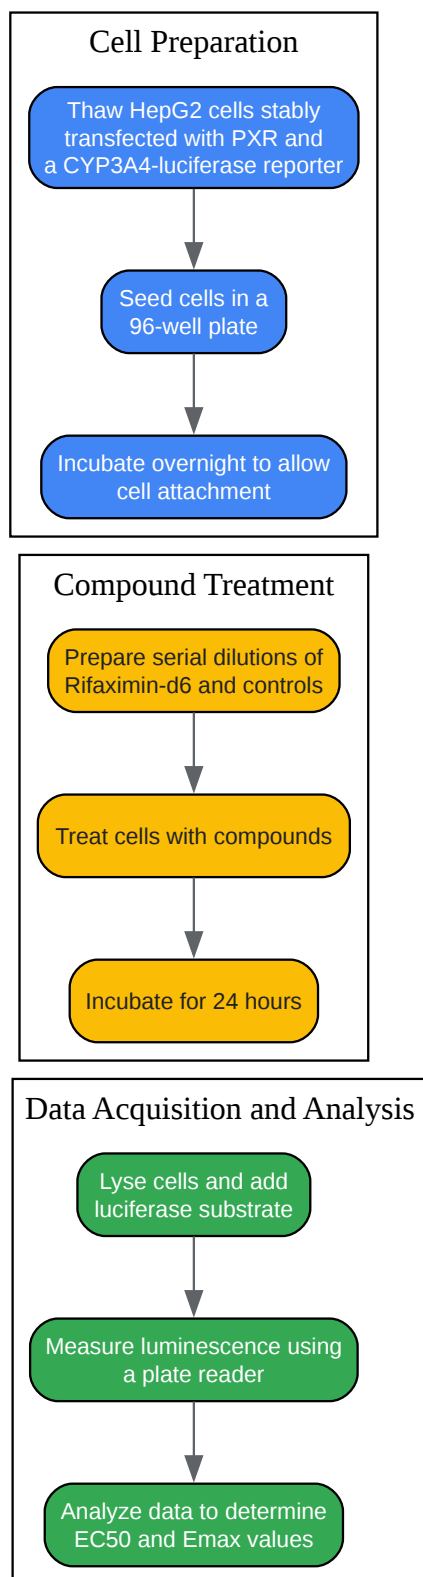 Cell Preparation
Thaw HepG2 cells stably
transfected with PXR and
a CYP3A4-luciferase reporter
Seed cells in a
96-well plate
Incubate overnight to allow
cell attachment
Compound Treatment
Prepare serial dilutions of
Rifaximin-d6 and controls
Treat cells with compounds
Incubate for 24 hours
Data Acquisition and Analysis
Lyse cells and add
luciferase substrate
Measure luminescence using
a plate reader
Analyze data to determine
EC50 and Emax values